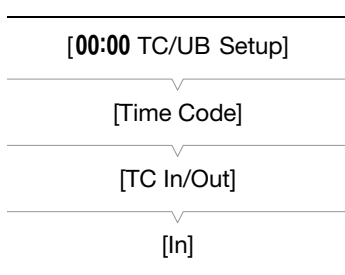 [00:00 TC/UB Setup]
[Time Code]
[TC In/Out]
[In]